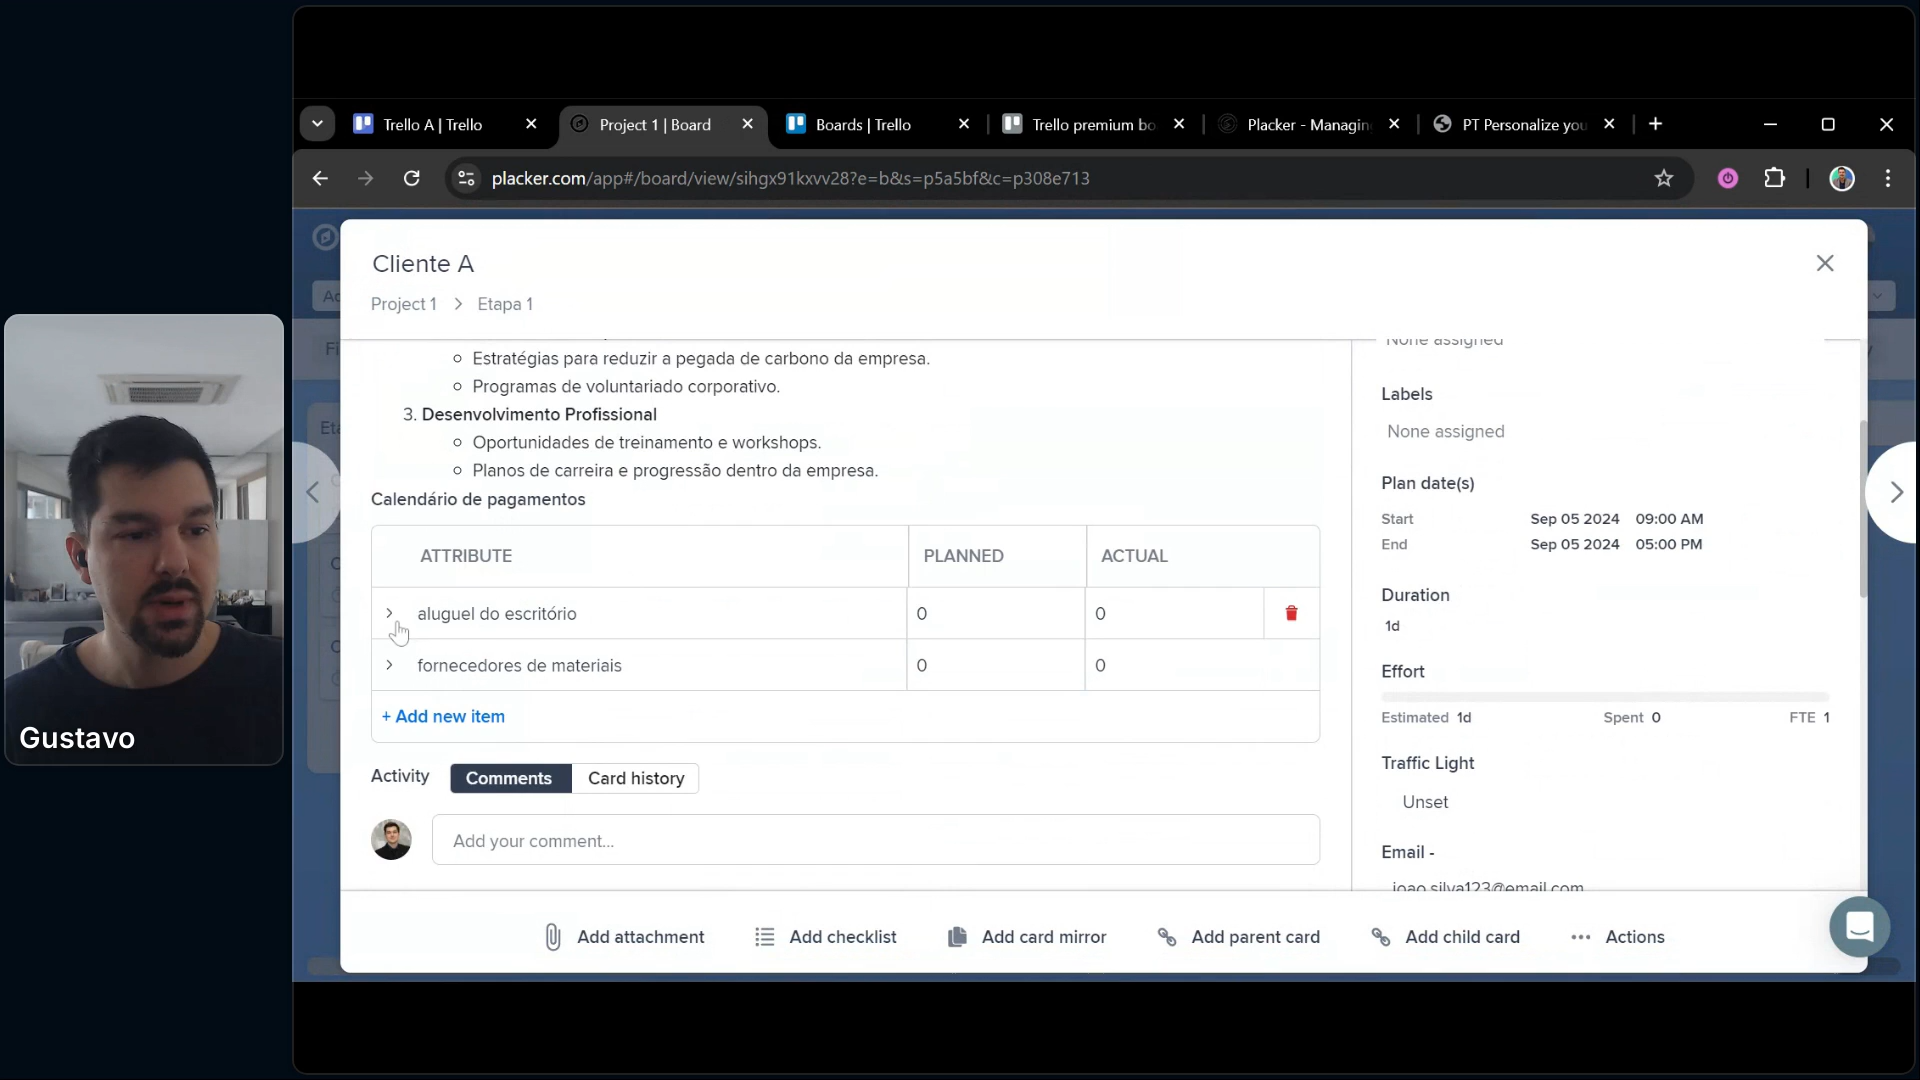 Trello A | Trello
Project 1 | Board
Boards | Trello
Trello premium bo
Placker - Managin
PT Personalize you
placker.com/app#/board/view/sihgx91kxvv28?e=b&s=p5a5bf&c=p308e713
Cliente A
Project 1 > Etapa 1
Estratégias para reduzir a pegada de carbono da empresa.
Programas de voluntariado corporativo.
3. Desenvolvimento Profissional
Oportunidades de treinamento e workshops.
Planos de carreira e progressão dentro da empresa.
Calendário de pagamentos
ATTRIBUTE PLANNED ACTUAL
aluguel do escritório 0 0
fornecedores de materiais 0 0
+ Add new item
Activity Comments Card history
Add your comment...
None assigned
Labels
None assigned
Plan date(s)
Start Sep 05 2024 09:00 AM
End Sep 05 2024 05:00 PM
Duration
1d
Effort
Estimated 1d Spent 0 FTE 1
Traffic Light
Unset
Email -
joao.silva123@email.com
Add attachment Add checklist Add card mirror Add parent card Add child card Actions
Gustavo